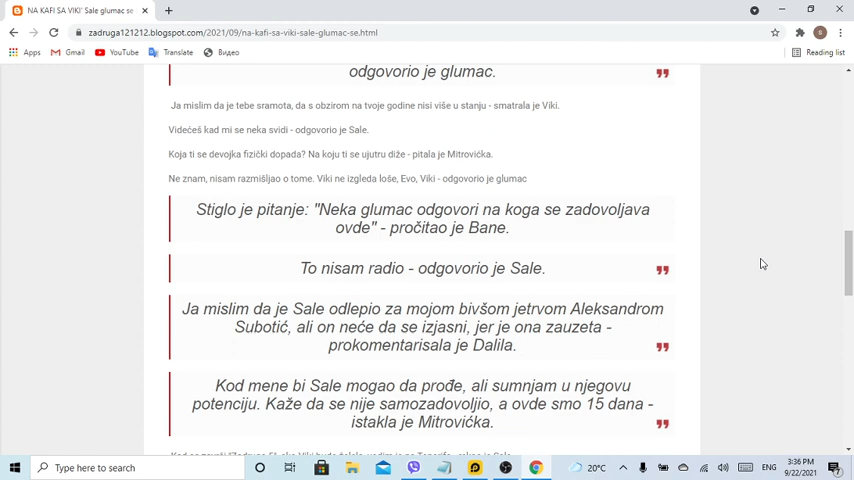 NA KAFI SA VIKI' Sale glumac se
zadruga121212.blogspot.com/2021/09/na-kafi-sa-viki-sale-glumac-se.html
B
Apps
Gmail
YouTube
Translate
Видео
Reading list
odgovorio je glumac.
Ja mislim da je tebe sramota, da s obzirom na tvoje godine nisi više u stanju - smatrala je Viki.
Videćeš kad mi se neka svidi - odgovorio je Sale.
Koja ti se devojka fizički dopada? Na koju ti se ujutru diže - pitala je Mitrovićka.
Ne znam, nisam razmišljao o tome. Viki ne izgleda loše, Evo, Viki - odgovorio je glumac
Stiglo je pitanje: "Neka glumac odgovori na koga se zadovoljava
ovde" - pročitao je Bane.
To nisam radio - odgovorio je Sale.
Ja mislim da je Sale odlepio za mojom bivšom jetrvom Aleksandrom
Subotić, ali on neće da se izjasni, jer je ona zauzeta -
prokomentarisala je Dalila.
Kod mene bi Sale mogao da prođe, ali sumnjam u njegovu
potenciju. Kaže da se nije samozadovoljio, a ovde smo 15 dana -
istakla je Mitrovićka.
Type here to search
20°C
ENG
3:36 PM
9/22/2021